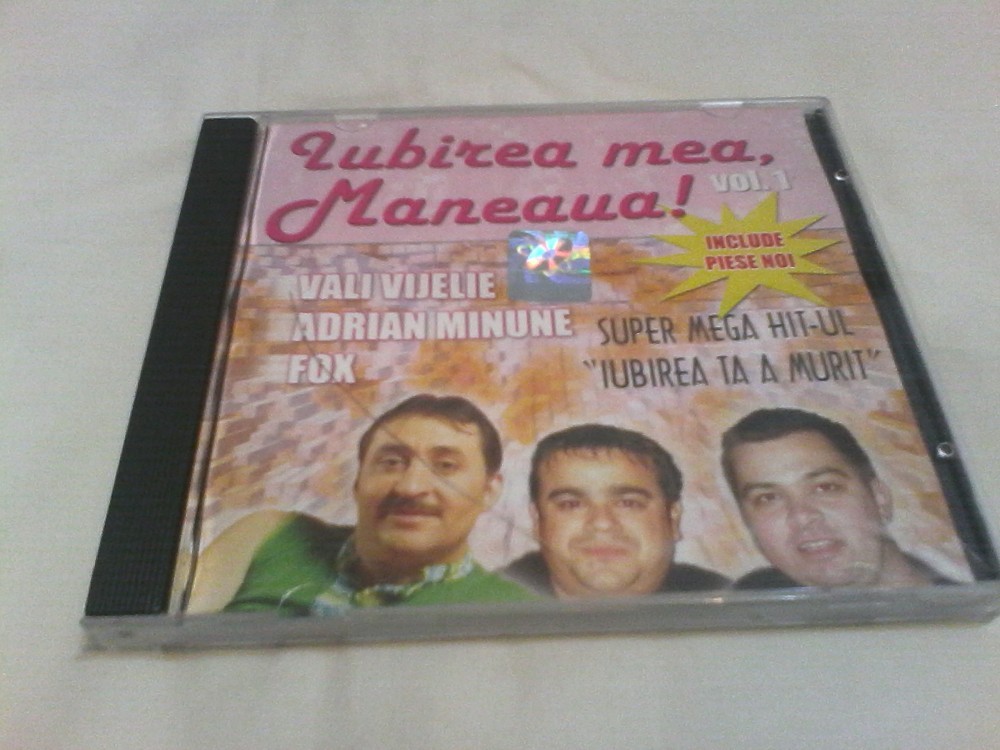 Iubirea mea,
Maneaua!
vol. 1
INCLUDE
PIESE NOI
VALI VIJELIE
ADRIAN MINUNE
FOX
SUPER MEGA HIT-UL
"IUBIREA TA A MURIT"